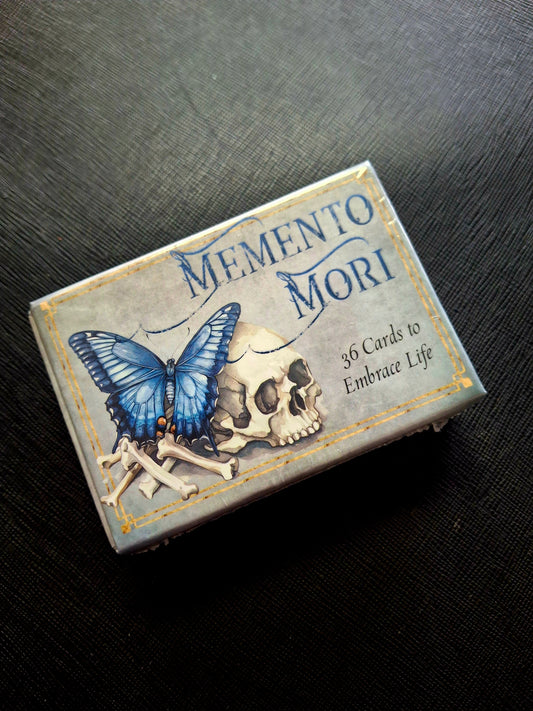 MEMENTO
MORI
36 Cards to
Embrace Life